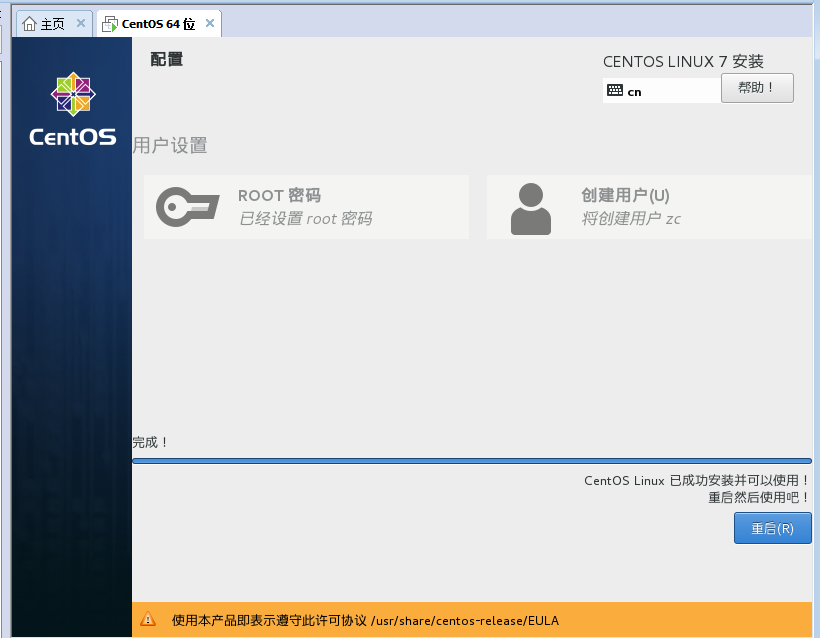 主页
CentOS 64 位
配置
CENTOS LINUX 7 安装
cn
帮助！
CentOS
用户设置
ROOT 密码
已经设置 root 密码
创建用户(U)
将创建用户 zc
完成！
CentOS Linux 已成功安装并可以使用！
重启然后使用吧！
重启(R)
使用本产品即表示遵守此许可协议 /usr/share/centos-release/EULA